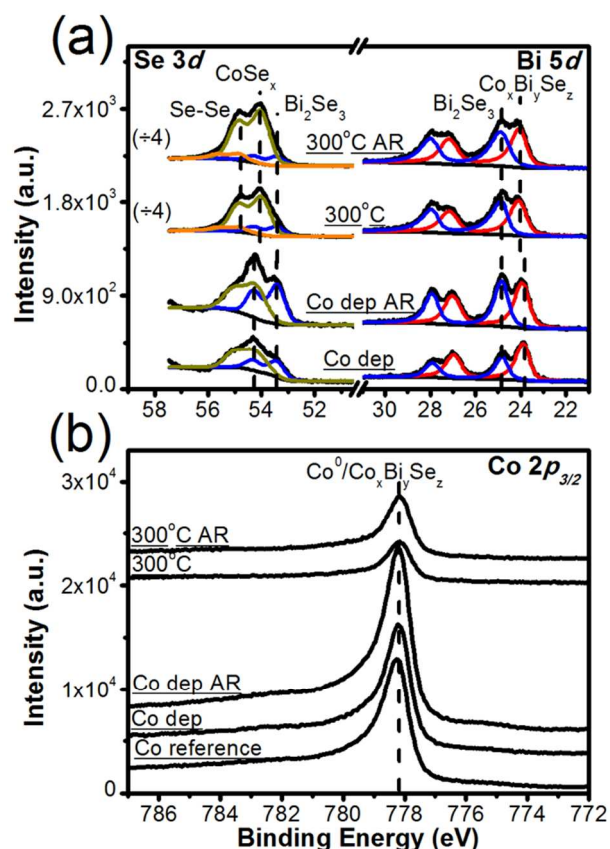 (a) Se 3d Bi 5d
CoSeₓ CoₓBiᵧSe_z
Se-Se Bi₂Se₃ Bi₂Se₃
(÷4) 300°C AR
(÷4) 300°C
Co dep AR
Co dep
2.7x10³
1.8x10³
9.0x10²
0.0
Intensity (a.u.)
58 56 54 52 30 28 26 24 22
(b) Co 2p₃/₂
Co⁰/CoₓBiᵧSe_z
300°C AR
300°C
Co dep AR
Co dep
Co reference
3x10⁴
2x10⁴
1x10⁴
0
Intensity (a.u.)
786 784 782 780 778 776 774 772
Binding Energy (eV)